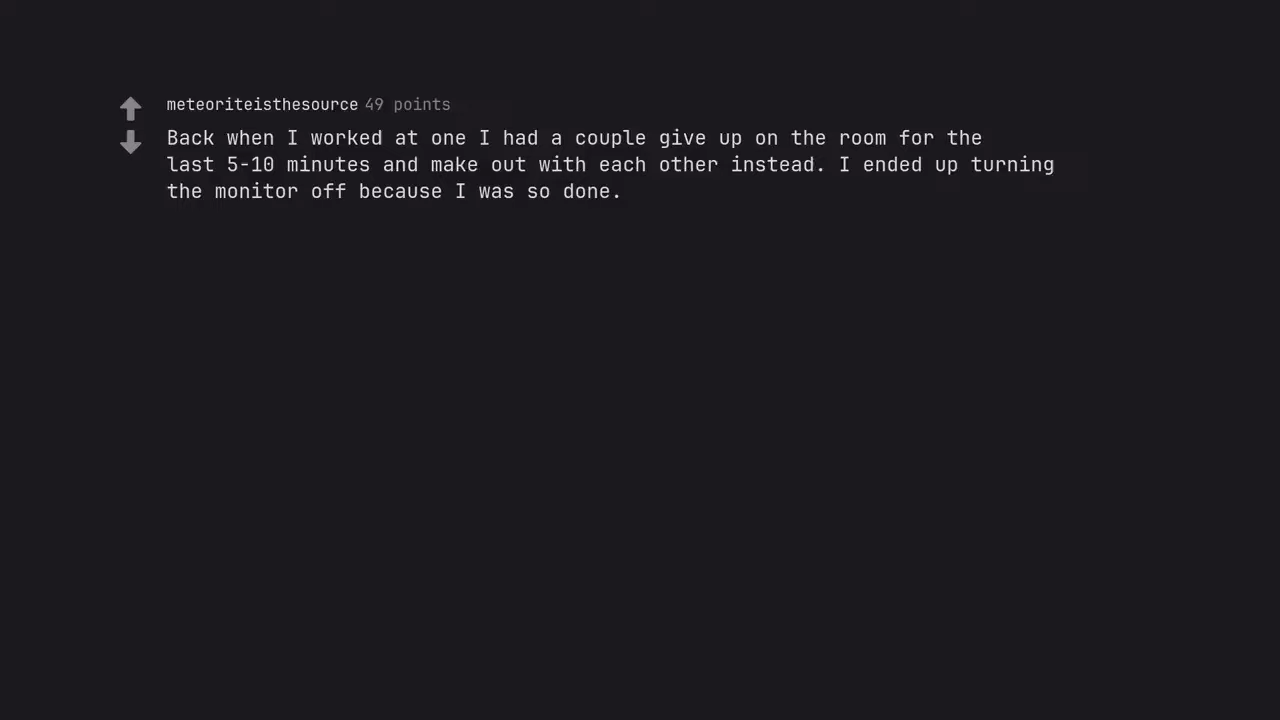 meteoriteisthesource 49 points
Back when I worked at one I had a couple give up on the room for the
last 5-10 minutes and make out with each other instead. I ended up turning
the monitor off because I was so done.